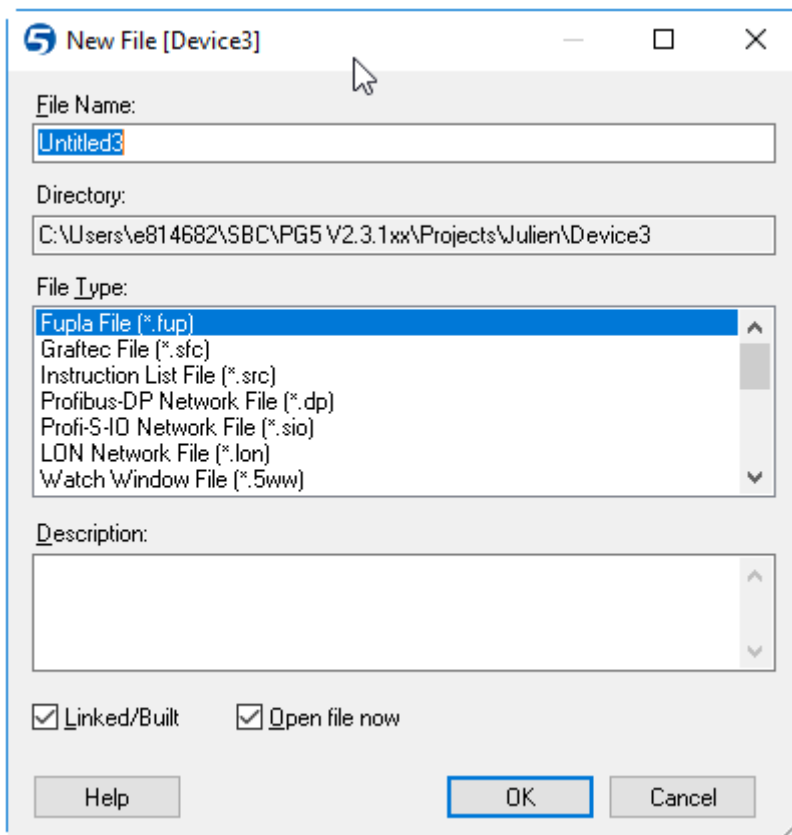 New File [Device3]
File Name:
Untitled3
Directory:
C:\Users\e814682\SBC\PG5 V2.3.1xx\Projects\Julien\Device3
File Type:
Fupla File (*.fup)
Graftec File (*.sfc)
Instruction List File (*.src)
Profibus-DP Network File (*.dp)
Profi-S-IO Network File (*.sio)
LON Network File (*.lon)
Watch Window File (*.5ww)
Description:
Linked/Built Open file now
Help OK Cancel